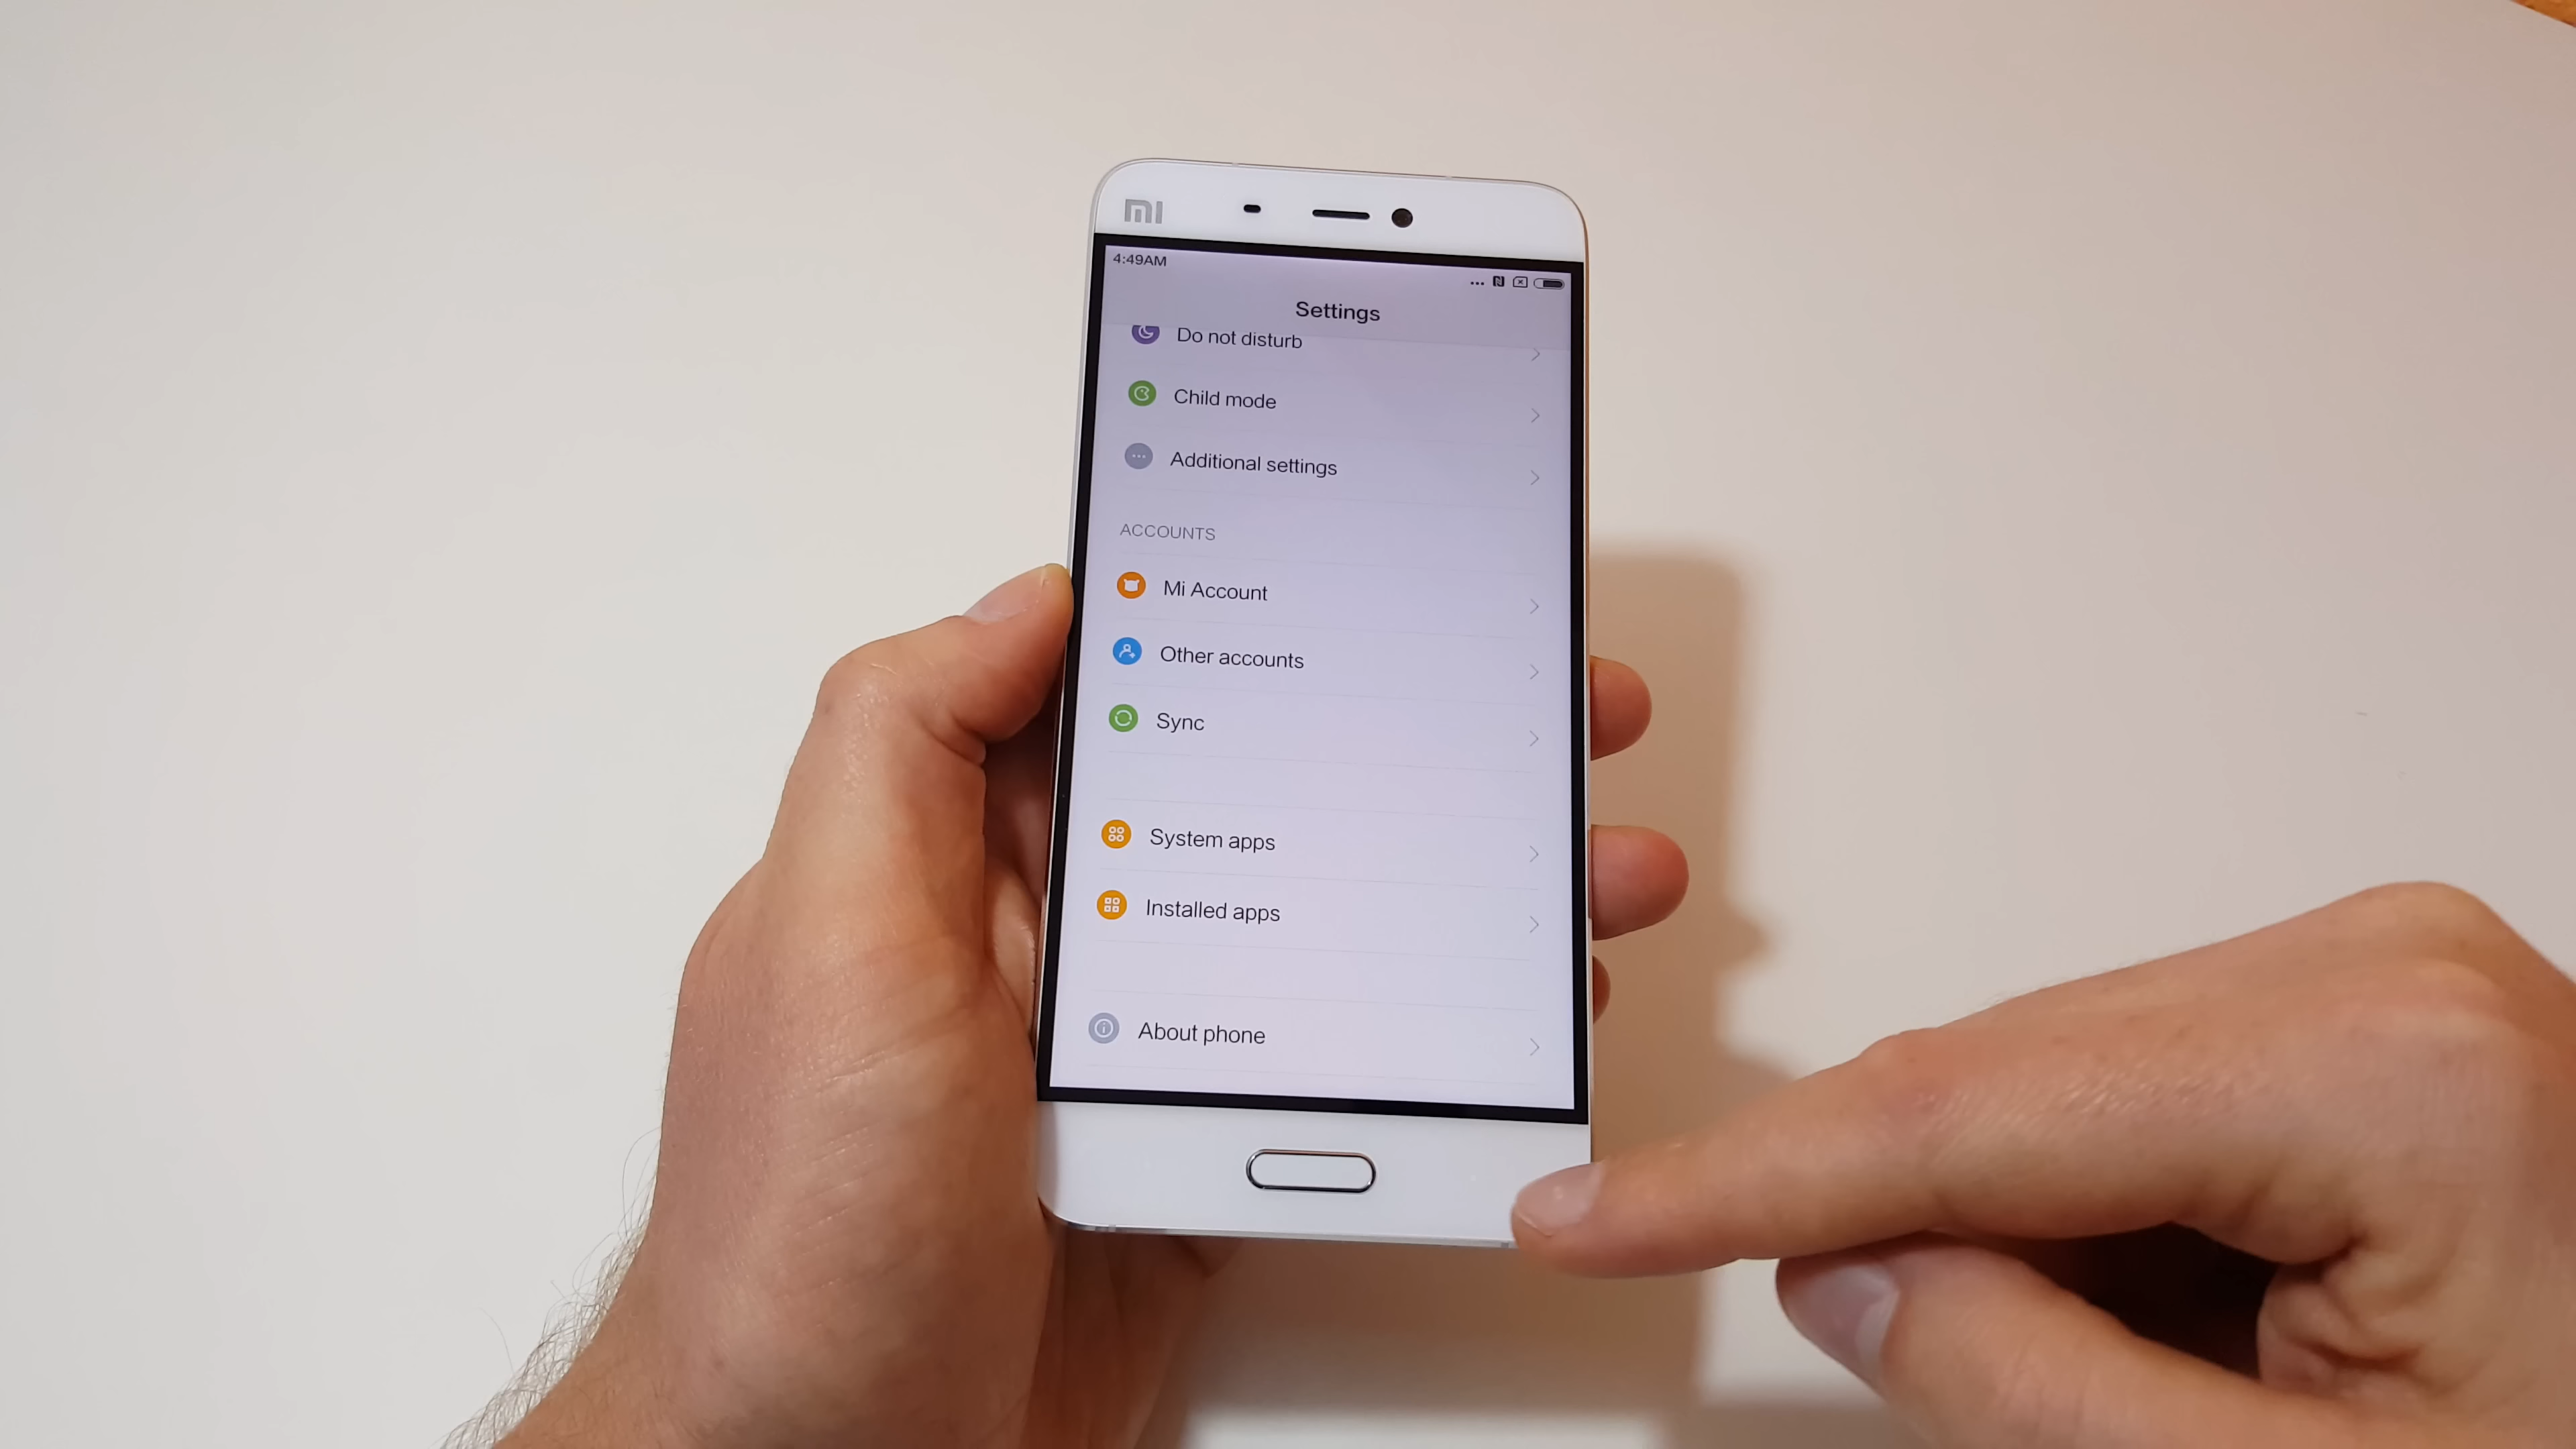 mi
4:49AM
Settings
Do not disturb
Child mode
Additional settings
ACCOUNTS
Mi Account
Other accounts
Sync
System apps
Installed apps
About phone